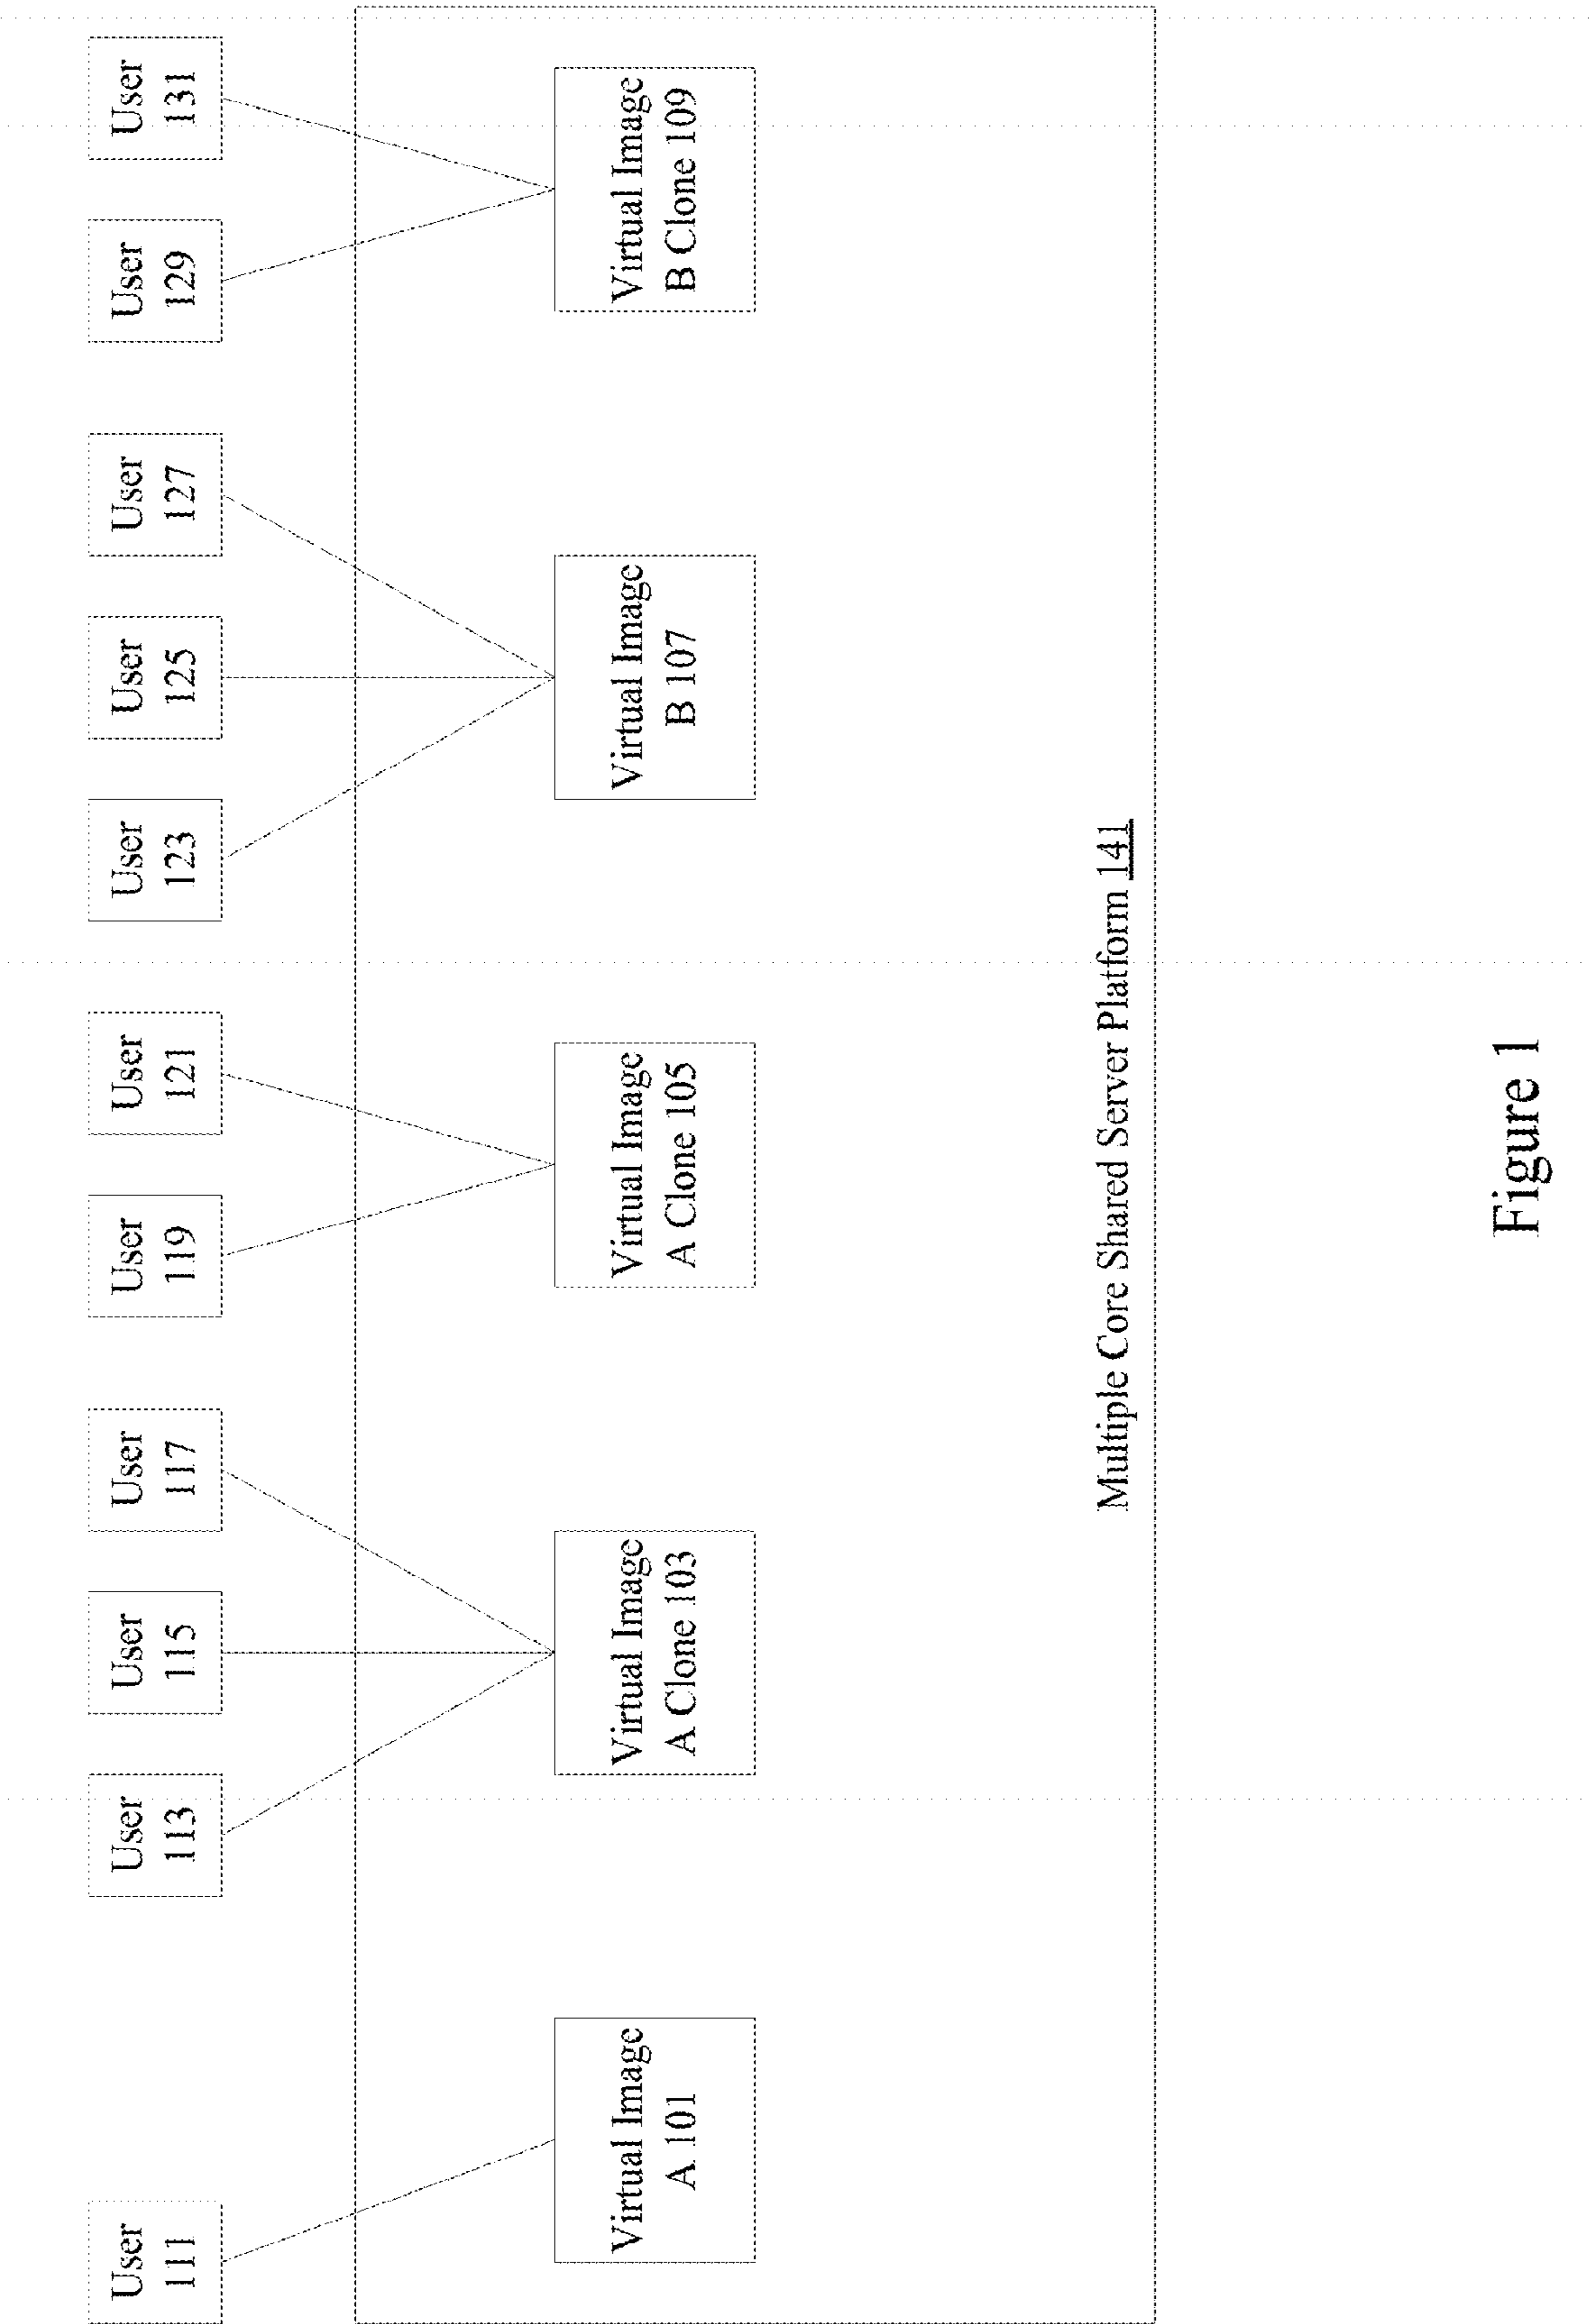 User
111
User
113
User
115
User
117
User
119
User
121
User
123
User
125
User
127
User
129
User
131
Virtual Image
A 101
Virtual Image
A Clone 103
Virtual Image
A Clone 105
Virtual Image
B 107
Virtual Image
B Clone 109
Multiple Core Shared Server Platform 141
Figure 1